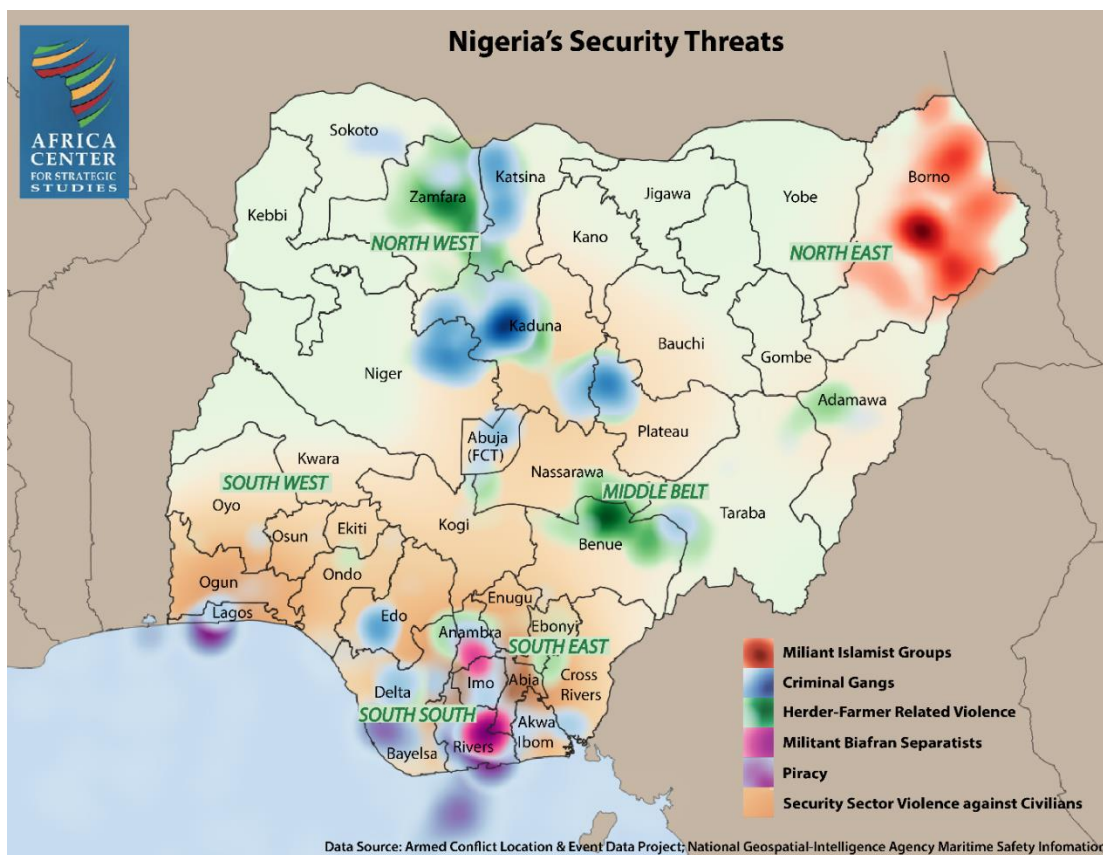 Nigeria's Security Threats
AFRICA
CENTER
FOR STRATEGIC
STUDIES
Sokoto
Katsina
Borno
Zamfara
Jigawa
Yobe
Kebbi
Kano
NORTH WEST
NORTH EAST
Kaduna
Bauchi
Gombe
Niger
Adamawa
Plateau
Abuja
(FCT)
Kwara
Nassarawa
SOUTH WEST
MIDDLE BELT
Oyo
Taraba
Kogi
Osun
Ekiti
Benue
Ondo
Ogun
Enugu
Lagos
Edo
Ebonyi
Anambra
SOUTH EAST
Imo
Abia
Cross
Rivers
Delta
SOUTH SOUTH
Akwa
Ibom
Bayelsa
Rivers
Miliant Islamist Groups
Criminal Gangs
Herder-Farmer Related Violence
Militant Biafran Separatists
Piracy
Security Sector Violence against Civilians
Data Source: Armed Conflict Location & Event Data Project; National Geospatial-Intelligence Agency Maritime Safety Infomation